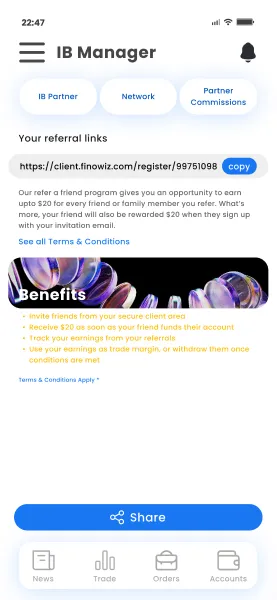 22:47
IB Manager
IB Partner
Network
Partner
Commissions
Your referral links
https://client.finowiz.com/register/99751098
copy
Our refer a friend program gives you an opportunity to earn
upto $20 for every friend or family member you refer. What's
more, your friend will also be rewarded $20 when they sign up
with your invitation email.
See all Terms & Conditions
Benefits
• Invite friends from your secure client area
• Receive $20 as soon as your friend funds their account
• Track your earnings from your referrals
• Use your earnings as trade margin, or withdraw them once
conditions are met
Terms & Conditions Apply *
Share
News
Trade
Orders
Accounts